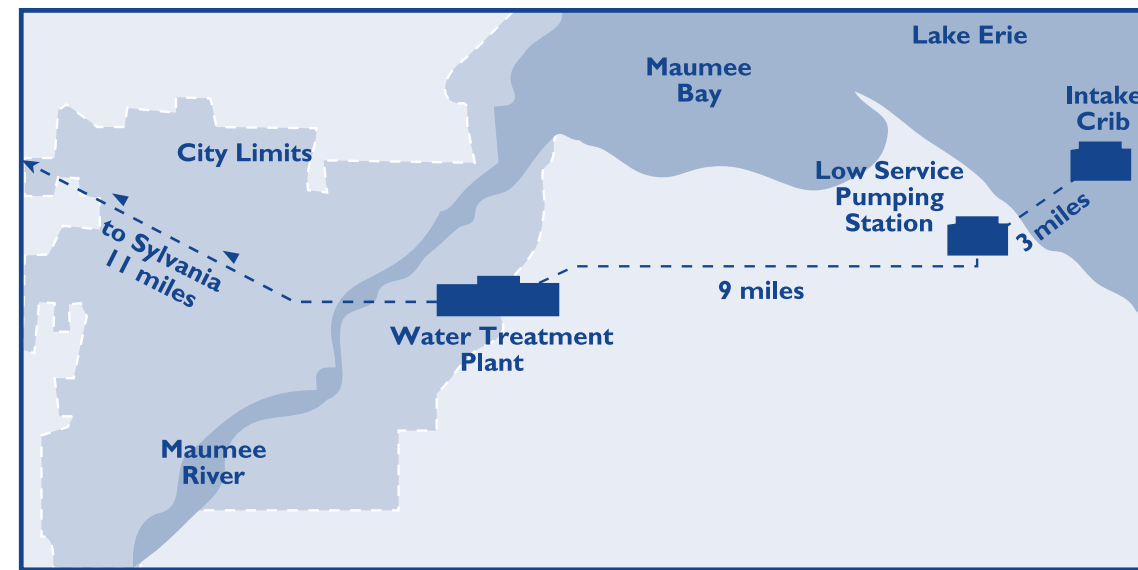 Lake Erie
Maumee
Bay
Intake
Crib
City Limits
Low Service
Pumping
Station
3 miles
to Sylvania
11 miles
9 miles
Water Treatment
Plant
Maumee
River